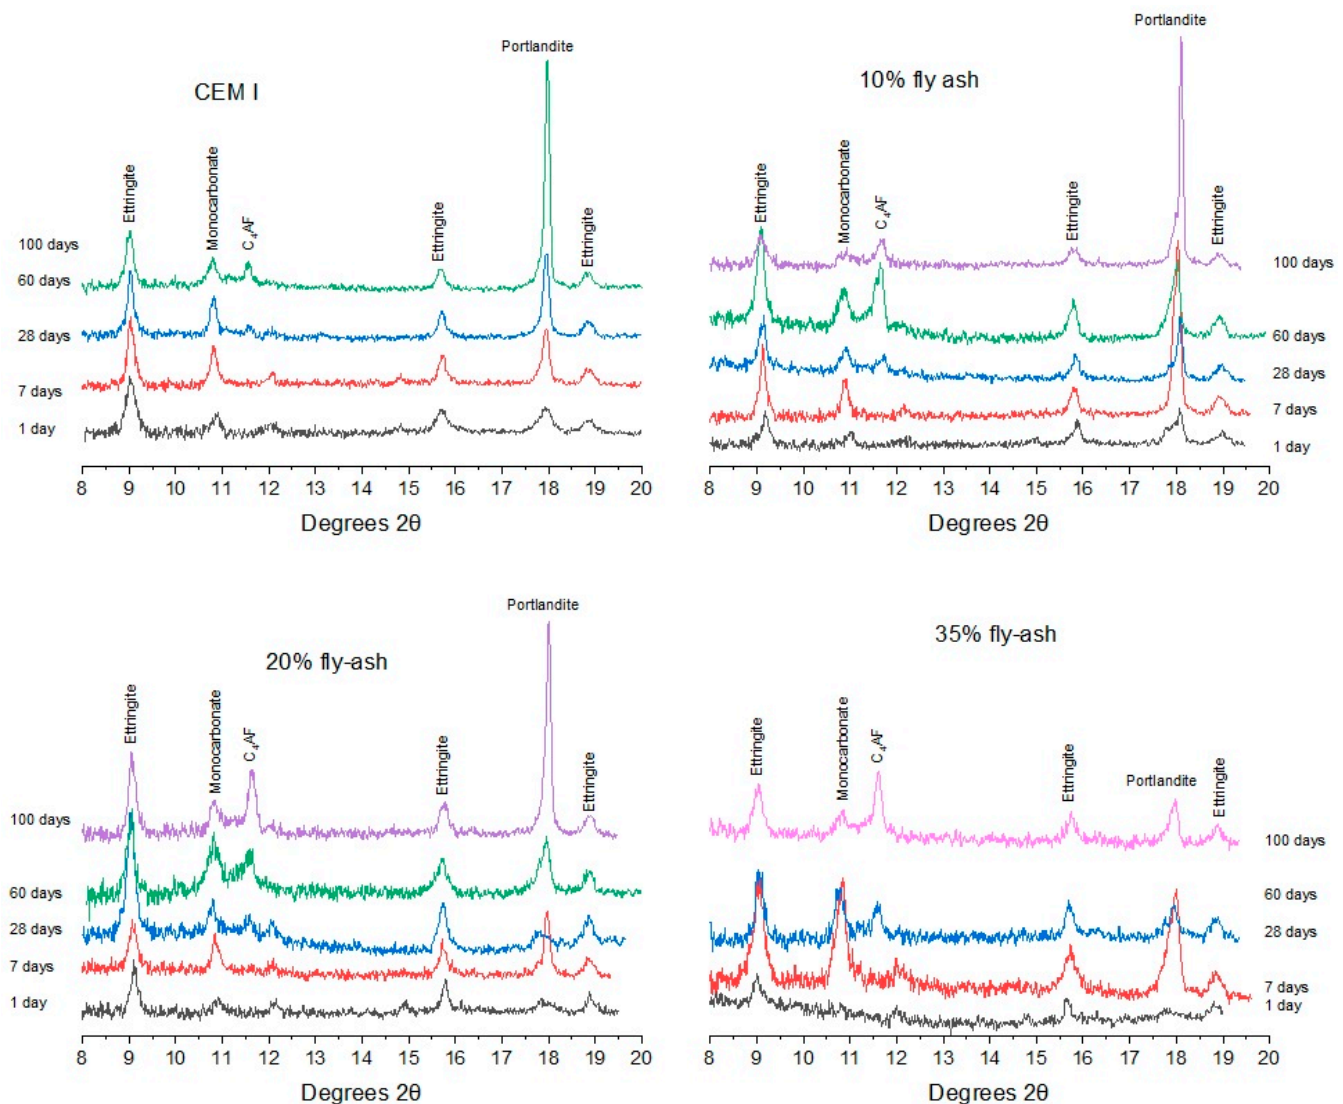 Portlandite
CEM I
Ettringite
Monocarbonate
C₄AF
Ettringite
Ettringite
100 days
60 days
28 days
7 days
1 day
8 9 10 11 12 13 14 15 16 17 18 19 20
Degrees 2θ
Portlandite
10% fly ash
Ettringite
Monocarbonate
C₄AF
Ettringite
Ettringite
100 days
60 days
28 days
7 days
1 day
8 9 10 11 12 13 14 15 16 17 18 19 20
Degrees 2θ
Portlandite
20% fly-ash
Ettringite
Monocarbonate
C₄AF
Ettringite
Ettringite
100 days
60 days
28 days
7 days
1 day
8 9 10 11 12 13 14 15 16 17 18 19 20
Degrees 2θ
35% fly-ash
Ettringite
Monocarbonate
C₄AF
Ettringite
Portlandite
Ettringite
100 days
60 days
28 days
7 days
1 day
8 9 10 11 12 13 14 15 16 17 18 19 20
Degrees 2θ